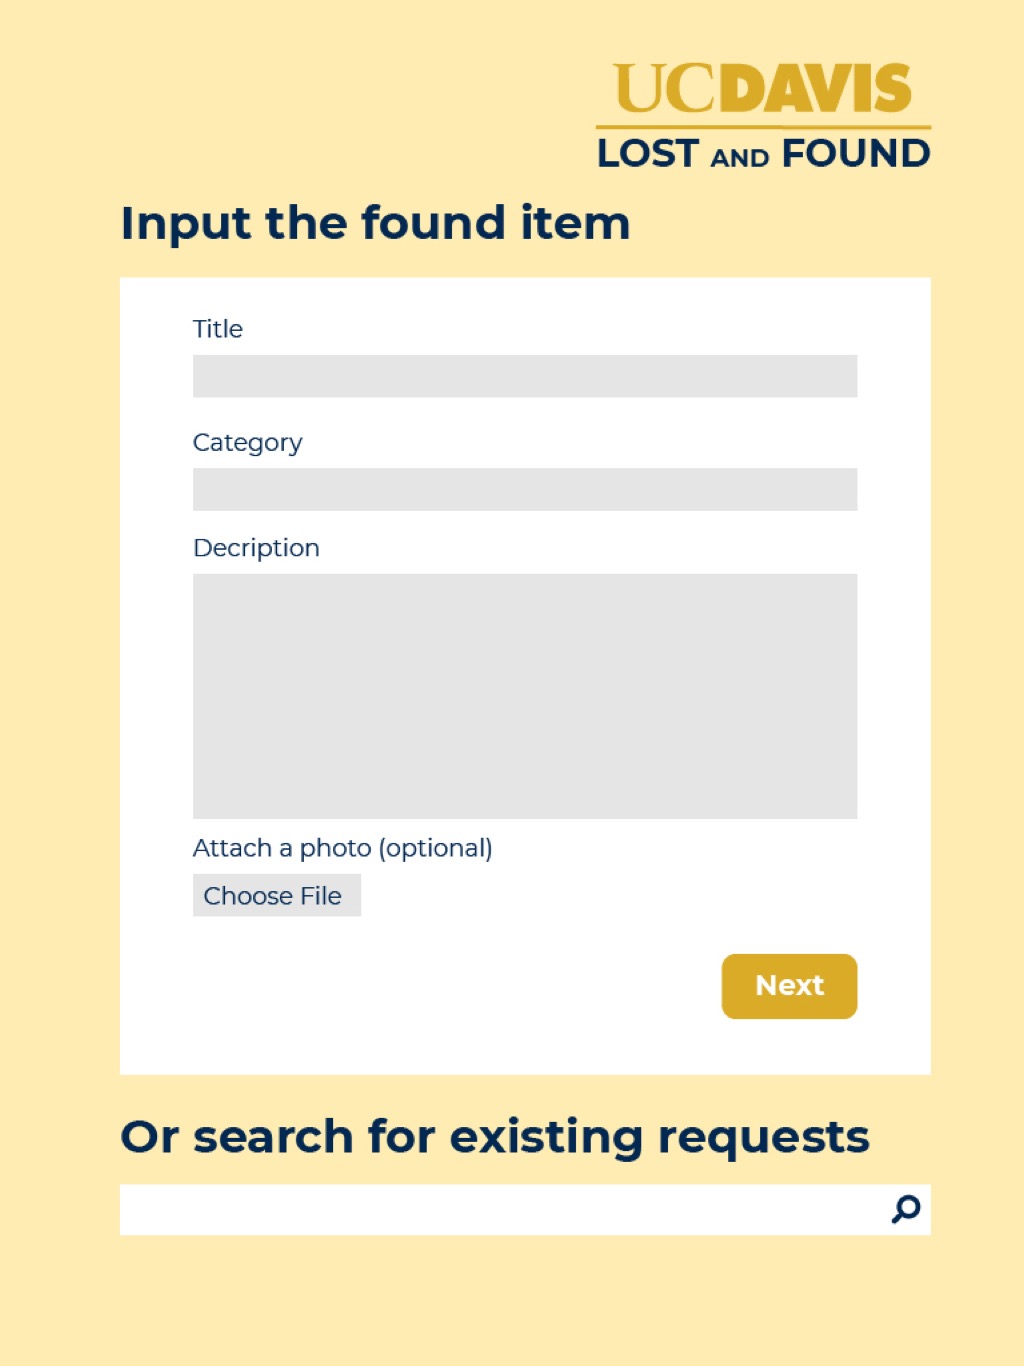 UCDAVIS
LOST AND FOUND
Input the found item
Title
Category
Decription
Attach a photo (optional)
Choose File
Next
Or search for existing requests